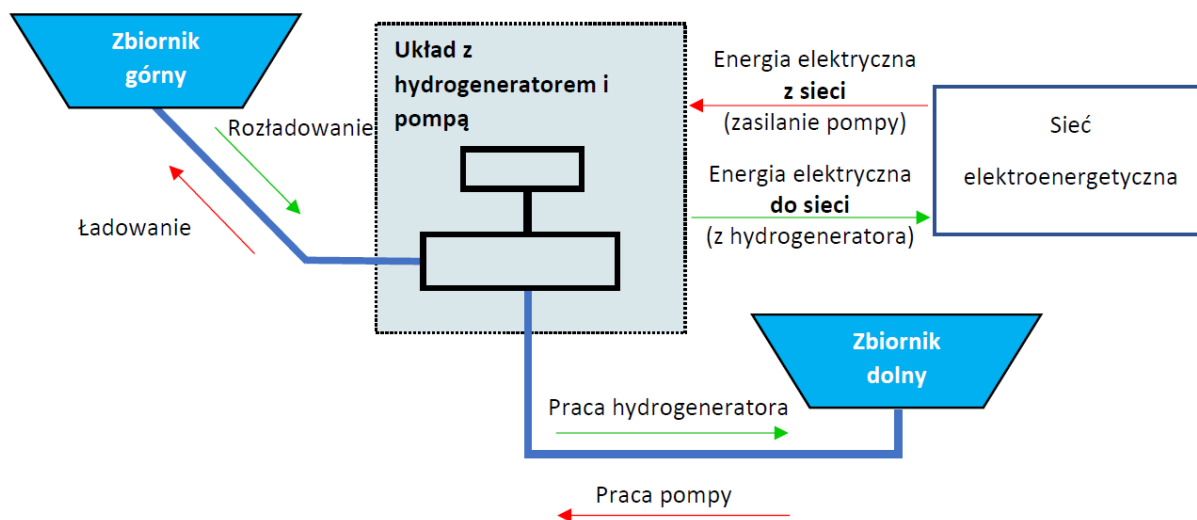 Zbiornik
górny
Układ z
hydrogeneratorem i
pompą
Energia elektryczna
z sieci
(zasilanie pompy)
Sieć
elektroenergetyczna
Rozładowanie
Ładowanie
Energia elektryczna
do sieci
(z hydrogeneratora)
Zbiornik
dolny
Praca hydrogeneratora
Praca pompy